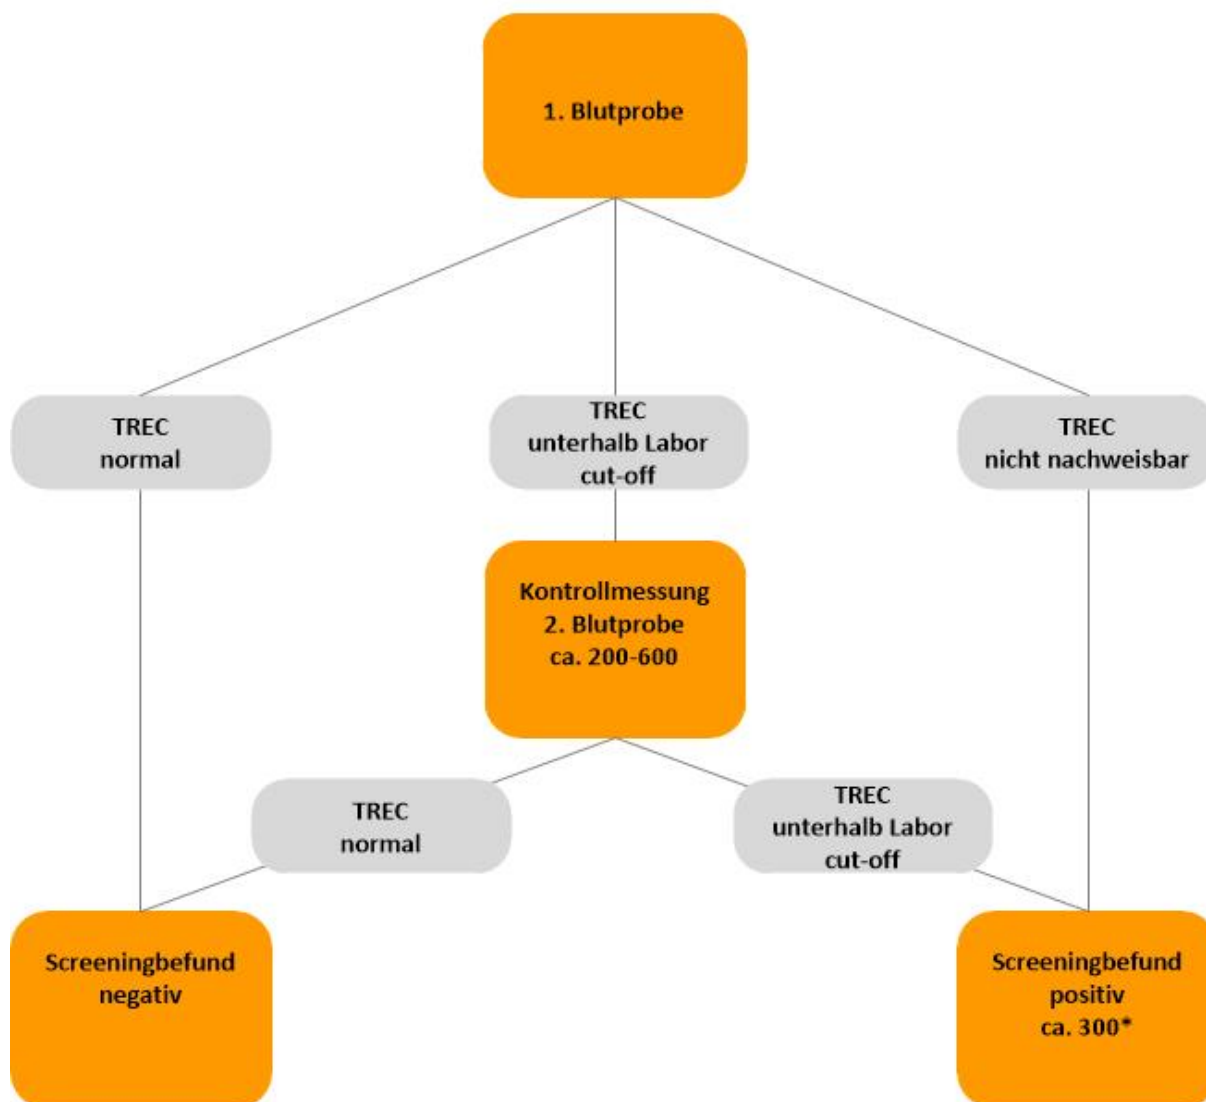 1. Blutprobe
TREC
normal
TREC
unterhalb Labor
cut-off
TREC
nicht nachweisbar
Kontrollmessung
2. Blutprobe
ca. 200-600
TREC
normal
TREC
unterhalb Labor
cut-off
Screeningbefund
negativ
Screeningbefund
positiv
ca. 300*